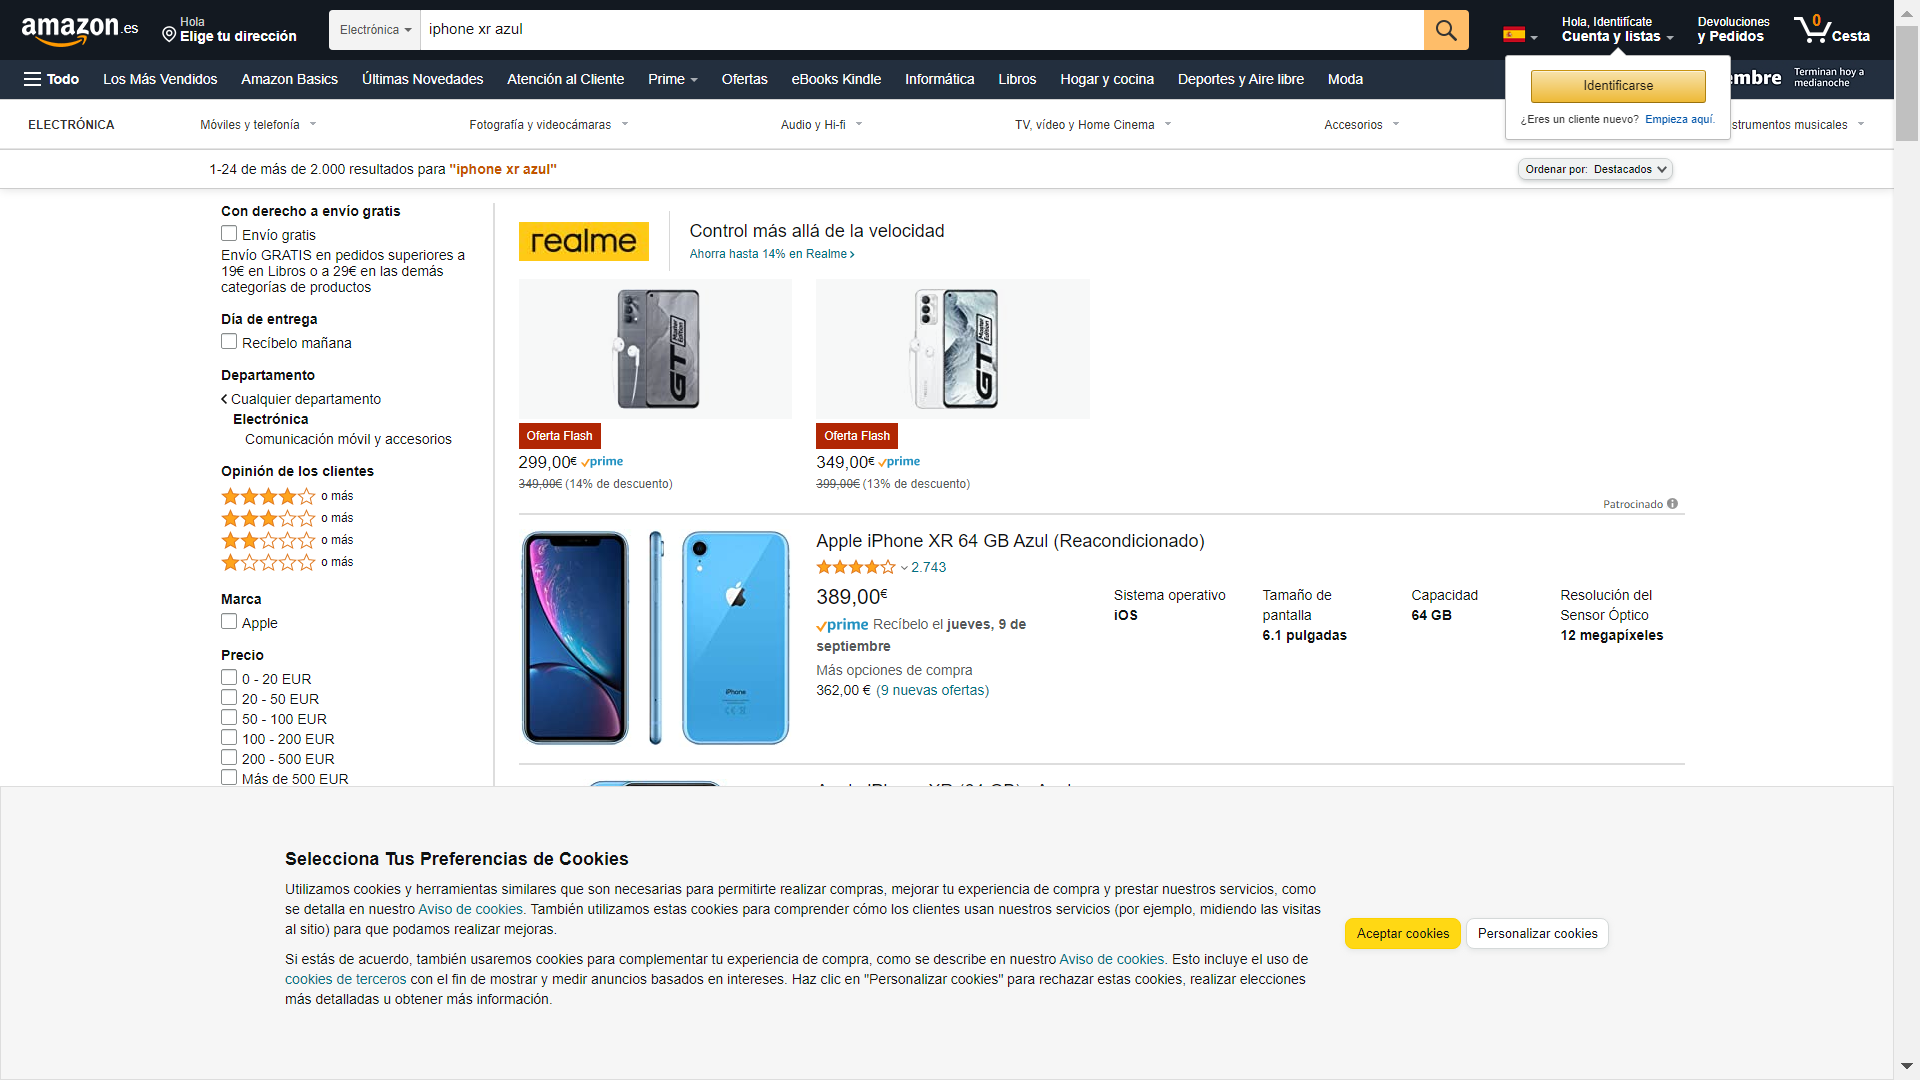 amazon.es
Hola
Elige tu dirección
Electrónica
iphone xr azul
Hola, Identifícate
Cuenta y listas
Devoluciones
y Pedidos
0
Cesta
Todo
Los Más Vendidos
Amazon Basics
Últimas Novedades
Atención al Cliente
Prime
Ofertas
eBooks Kindle
Informática
Libros
Hogar y cocina
Deportes y Aire libre
Moda
embre
Terminan hoy a
medianoche
Identificarse
¿Eres un cliente nuevo? Empieza aquí.
ELECTRÓNICA
Móviles y telefonía
Fotografía y videocámaras
Audio y Hi-fi
TV, vídeo y Home Cinema
Accesorios
strumentos musicales
1-24 de más de 2.000 resultados para "iphone xr azul"
Ordenar por: Destacados
Con derecho a envío gratis
Envío gratis
Envío GRATIS en pedidos superiores a
19€ en Libros o a 29€ en las demás
categorías de productos
Día de entrega
Recíbelo mañana
Departamento
Cualquier departamento
Electrónica
Comunicación móvil y accesorios
Opinión de los clientes
o más
o más
o más
o más
Marca
Apple
Precio
0 - 20 EUR
20 - 50 EUR
50 - 100 EUR
100 - 200 EUR
200 - 500 EUR
Más de 500 EUR
realme
Control más allá de la velocidad
Ahorra hasta 14% en Realme
GT Master Edition
GT Master Edition
Oferta Flash
299,00€ prime
349,00€ (14% de descuento)
Oferta Flash
349,00€ prime
399,00€ (13% de descuento)
Patrocinado
Apple iPhone XR 64 GB Azul (Reacondicionado)
2.743
389,00€
prime Recíbelo el jueves, 9 de
septiembre
Más opciones de compra
362,00 € (9 nuevas ofertas)
Sistema operativo
iOS
Tamaño de
pantalla
6.1 pulgadas
Capacidad
64 GB
Resolución del
Sensor Óptico
12 megapíxeles
iPhone
Selecciona Tus Preferencias de Cookies
Utilizamos cookies y herramientas similares que son necesarias para permitirte realizar compras, mejorar tu experiencia de compra y prestar nuestros servicios, como
se detalla en nuestro Aviso de cookies. También utilizamos estas cookies para comprender cómo los clientes usan nuestros servicios (por ejemplo, midiendo las visitas
al sitio) para que podamos realizar mejoras.
Si estás de acuerdo, también usaremos cookies para complementar tu experiencia de compra, como se describe en nuestro Aviso de cookies. Esto incluye el uso de
cookies de terceros con el fin de mostrar y medir anuncios basados en intereses. Haz clic en "Personalizar cookies" para rechazar estas cookies, realizar elecciones
más detalladas u obtener más información.
Aceptar cookies
Personalizar cookies